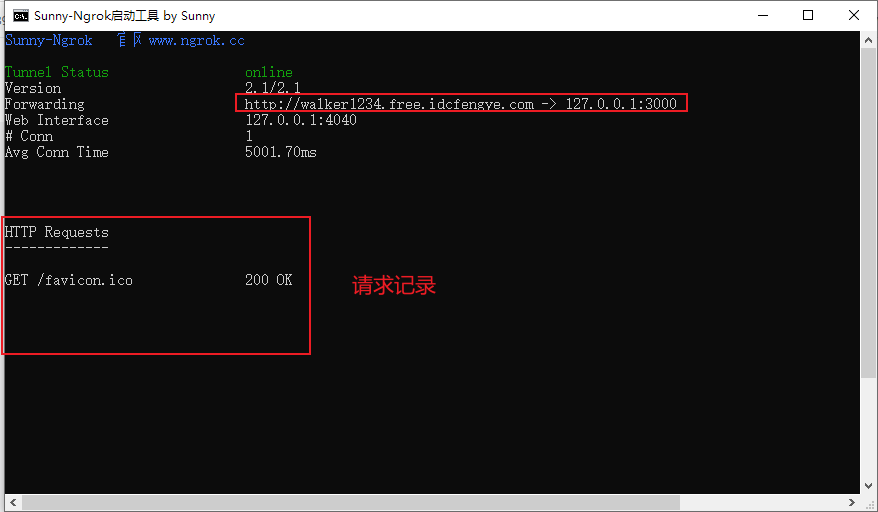 Sunny-Ngrok启动工具 by Sunny
Sunny-Ngrok 官网 www.ngrok.cc
Tunnel Status online
Version 2.1/2.1
Forwarding http://walker1234.free.idcfengye.com -> 127.0.0.1:3000
Web Interface 127.0.0.1:4040
# Conn 1
Avg Conn Time 5001.70ms
HTTP Requests
-------------
GET /favicon.ico 200 OK
请求记录